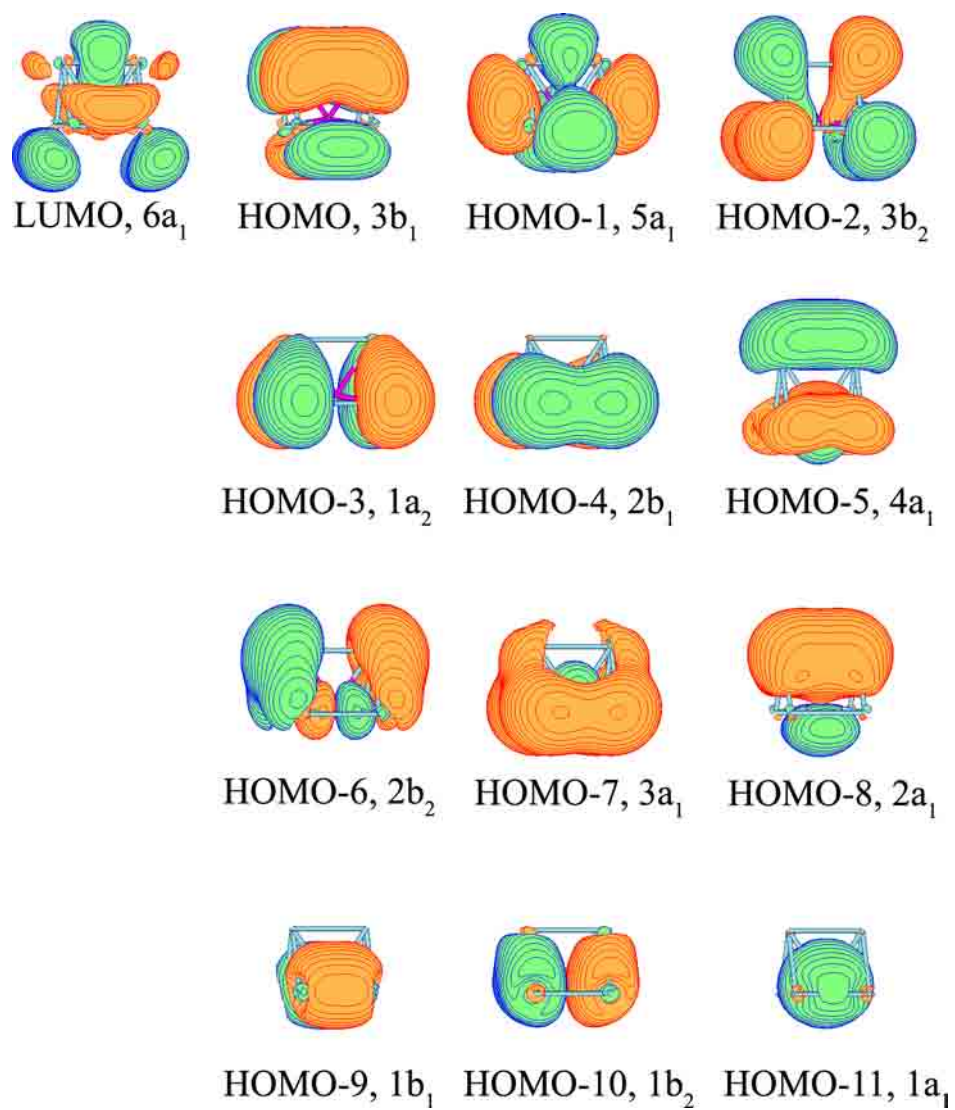 LUMO, 6a₁ HOMO, 3b₁ HOMO-1, 5a₁ HOMO-2, 3b₂
HOMO-3, 1a₂ HOMO-4, 2b₁ HOMO-5, 4a₁
HOMO-6, 2b₂ HOMO-7, 3a₁ HOMO-8, 2a₁
HOMO-9, 1b₁ HOMO-10, 1b₂ HOMO-11, 1a₁